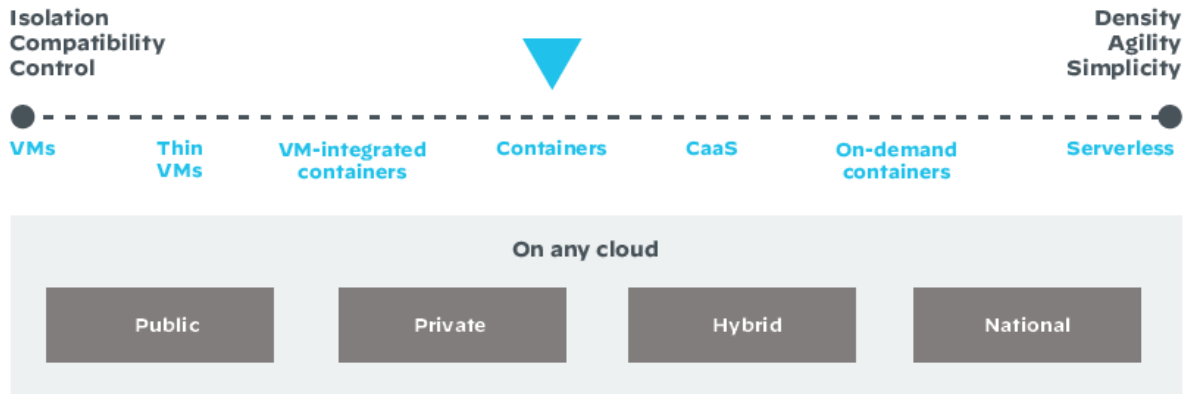 Isolation
Compatibility
Control
Density
Agility
Simplicity
VMs
Thin
VMs
VM-integrated
containers
Containers
CaaS
On-demand
containers
Serverless
On any cloud
Public
Private
Hybrid
National